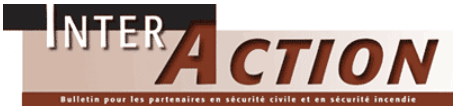 INTER
ACTION
Bulletin pour les partenaires en sécurité civile et en sécurité incendie